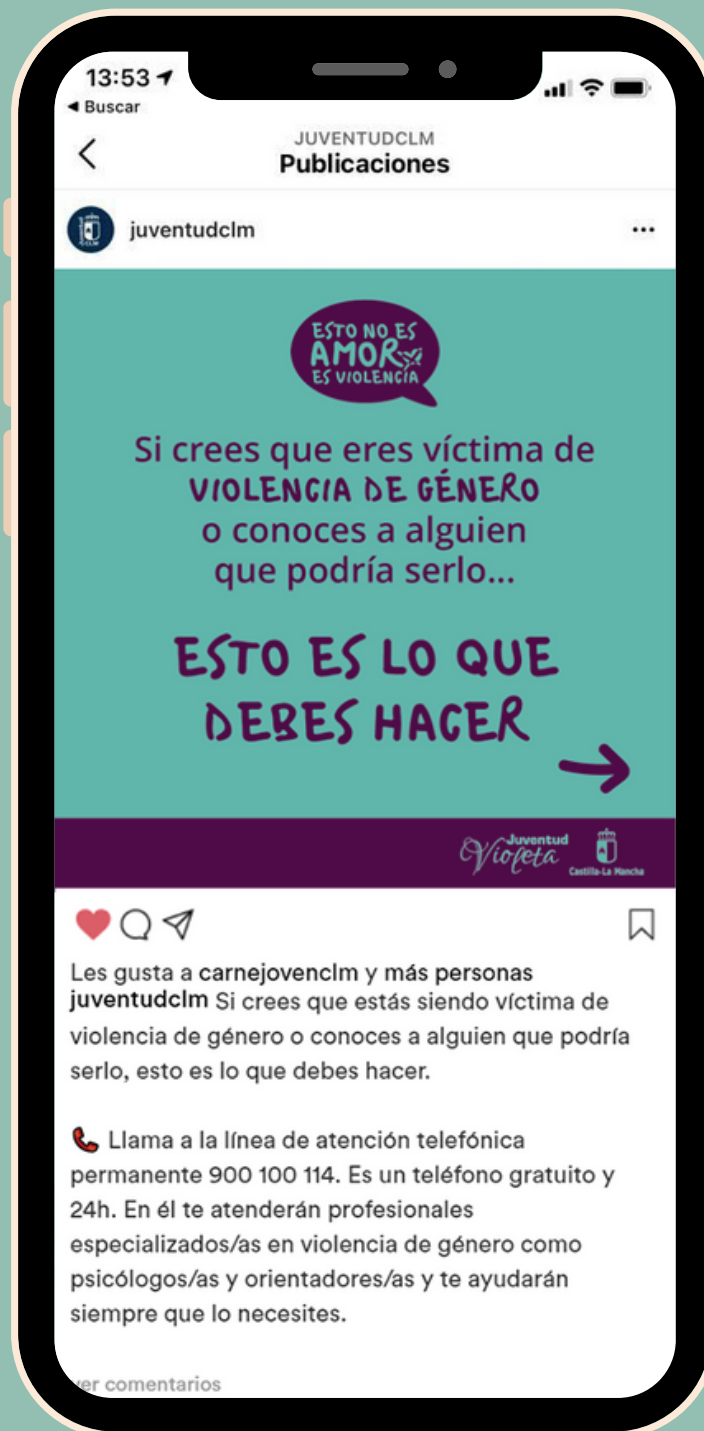 13:53
◀ Buscar
JUVENTUDCLM
Publicaciones
juventudclm
ESTO NO ES
AMOR
ES VIOLENCIA
Si crees que eres víctima de
VIOLENCIA DE GÉNERO
o conoces a alguien
que podría serlo...
ESTO ES LO QUE
DEBES HACER
Juventud
Violeta
Castilla-La Mancha
Les gusta a carnejovenclm y más personas
juventudclm Si crees que estás siendo víctima de
violencia de género o conoces a alguien que podría
serlo, esto es lo que debes hacer.
📞 Llama a la línea de atención telefónica
permanente 900 100 114. Es un teléfono gratuito y
24h. En él te atenderán profesionales
especializados/as en violencia de género como
psicólogos/as y orientadores/as y te ayudarán
siempre que lo necesites.
ver comentarios